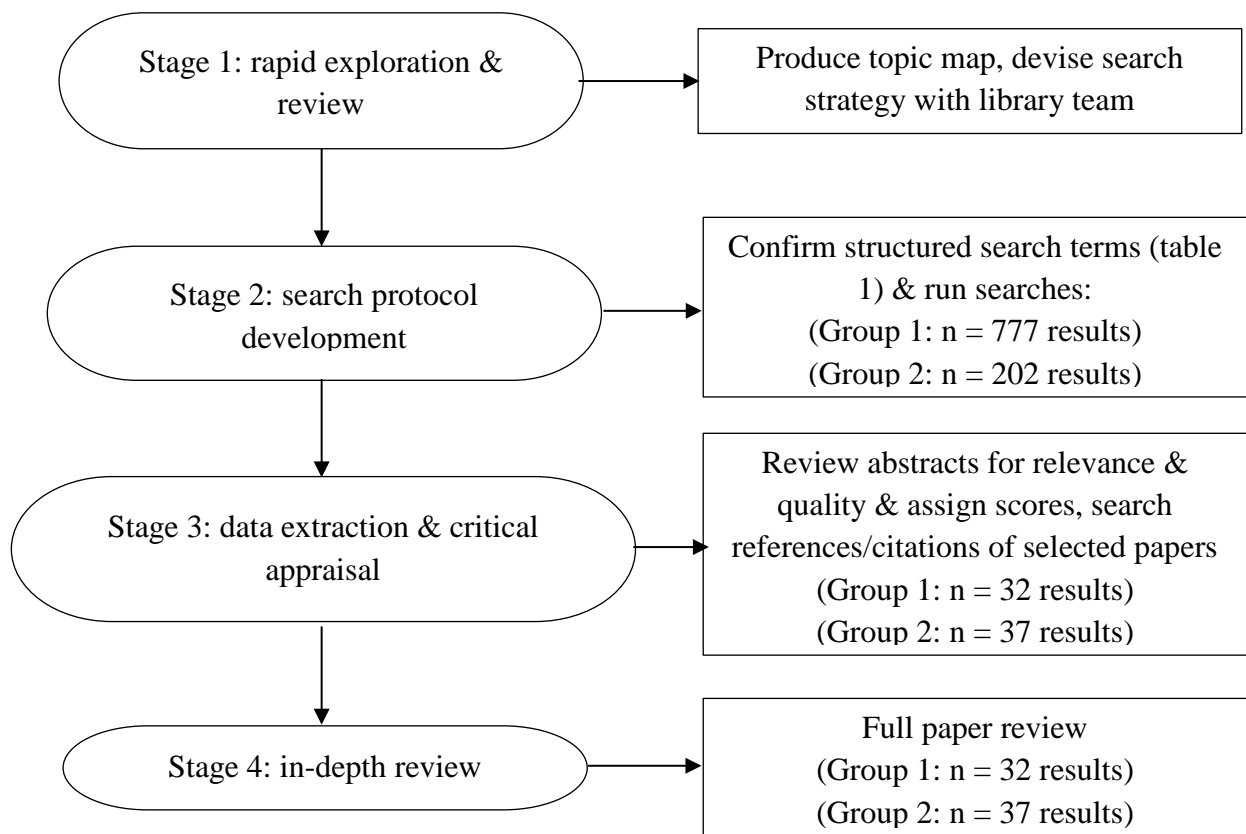 Stage 1: rapid exploration &
review
Produce topic map, devise search
strategy with library team
Stage 2: search protocol
development
Confirm structured search terms (table
1) & run searches:
(Group 1: n = 777 results)
(Group 2: n = 202 results)
Stage 3: data extraction & critical
appraisal
Review abstracts for relevance &
quality & assign scores, search
references/citations of selected papers
(Group 1: n = 32 results)
(Group 2: n = 37 results)
Stage 4: in-depth review
Full paper review
(Group 1: n = 32 results)
(Group 2: n = 37 results)